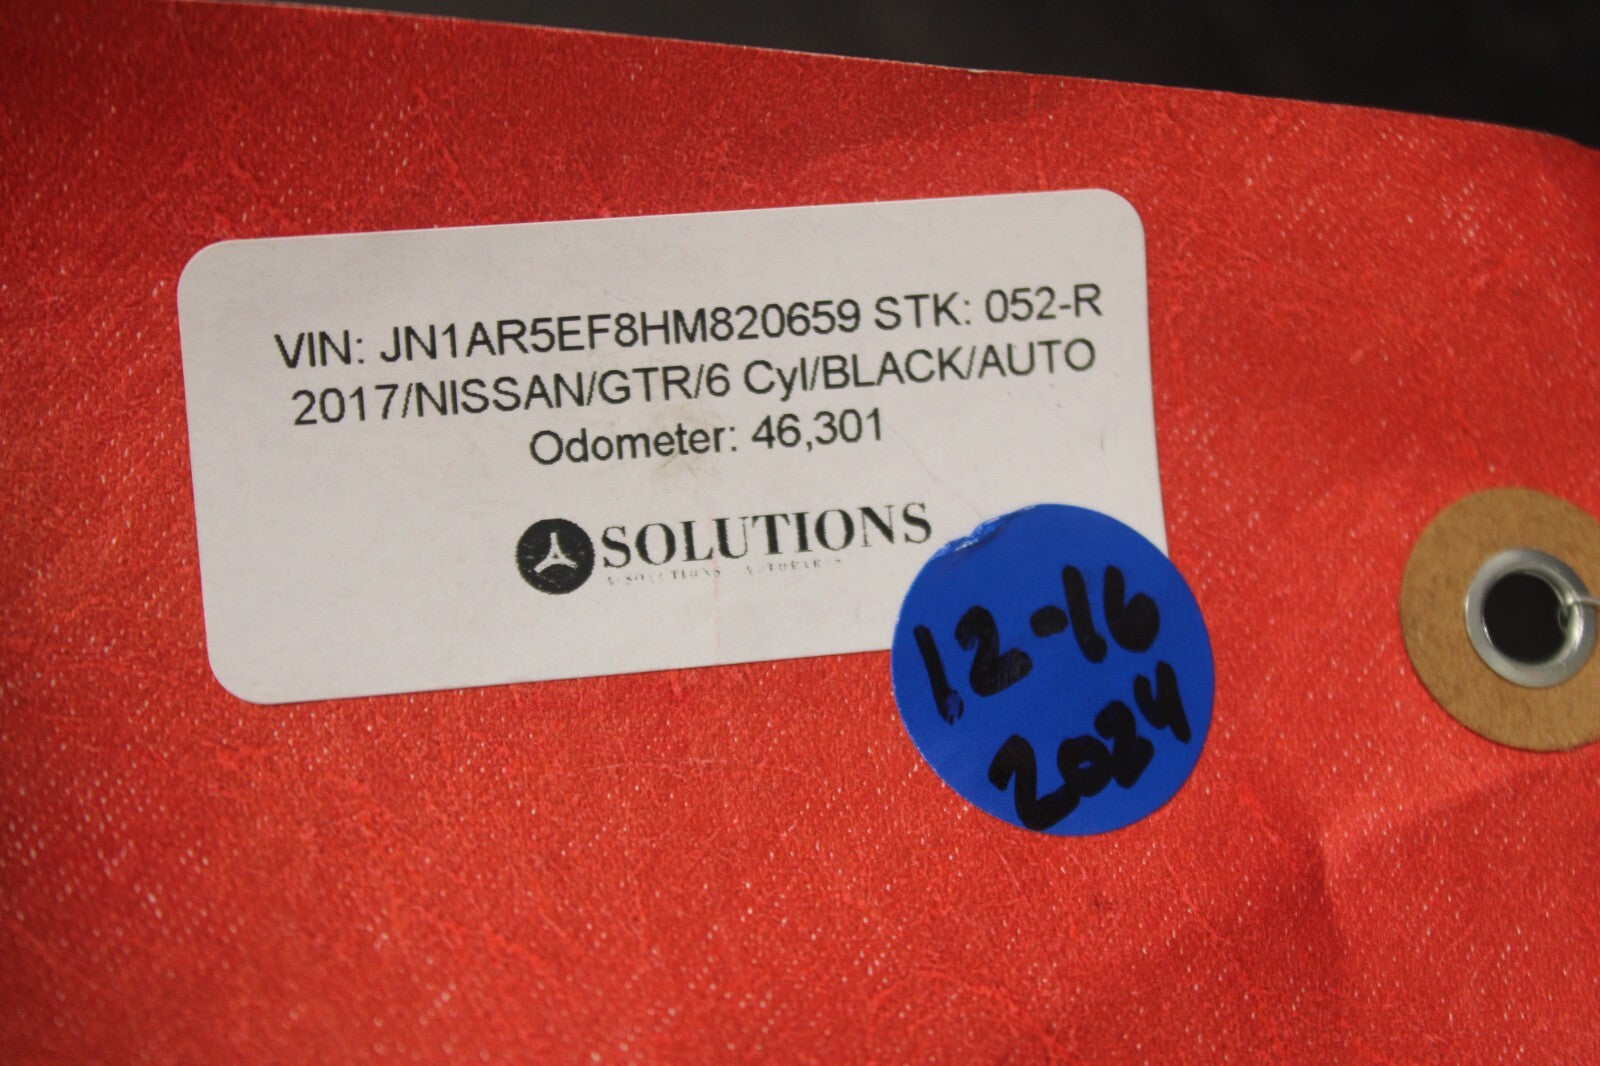 VIN: JN1AR5EF8HM820659 STK: 052-R
2017/NISSAN/GTR/6 Cyl/BLACK/AUTO
Odometer: 46,301
SOLUTIONS
12-16
2024